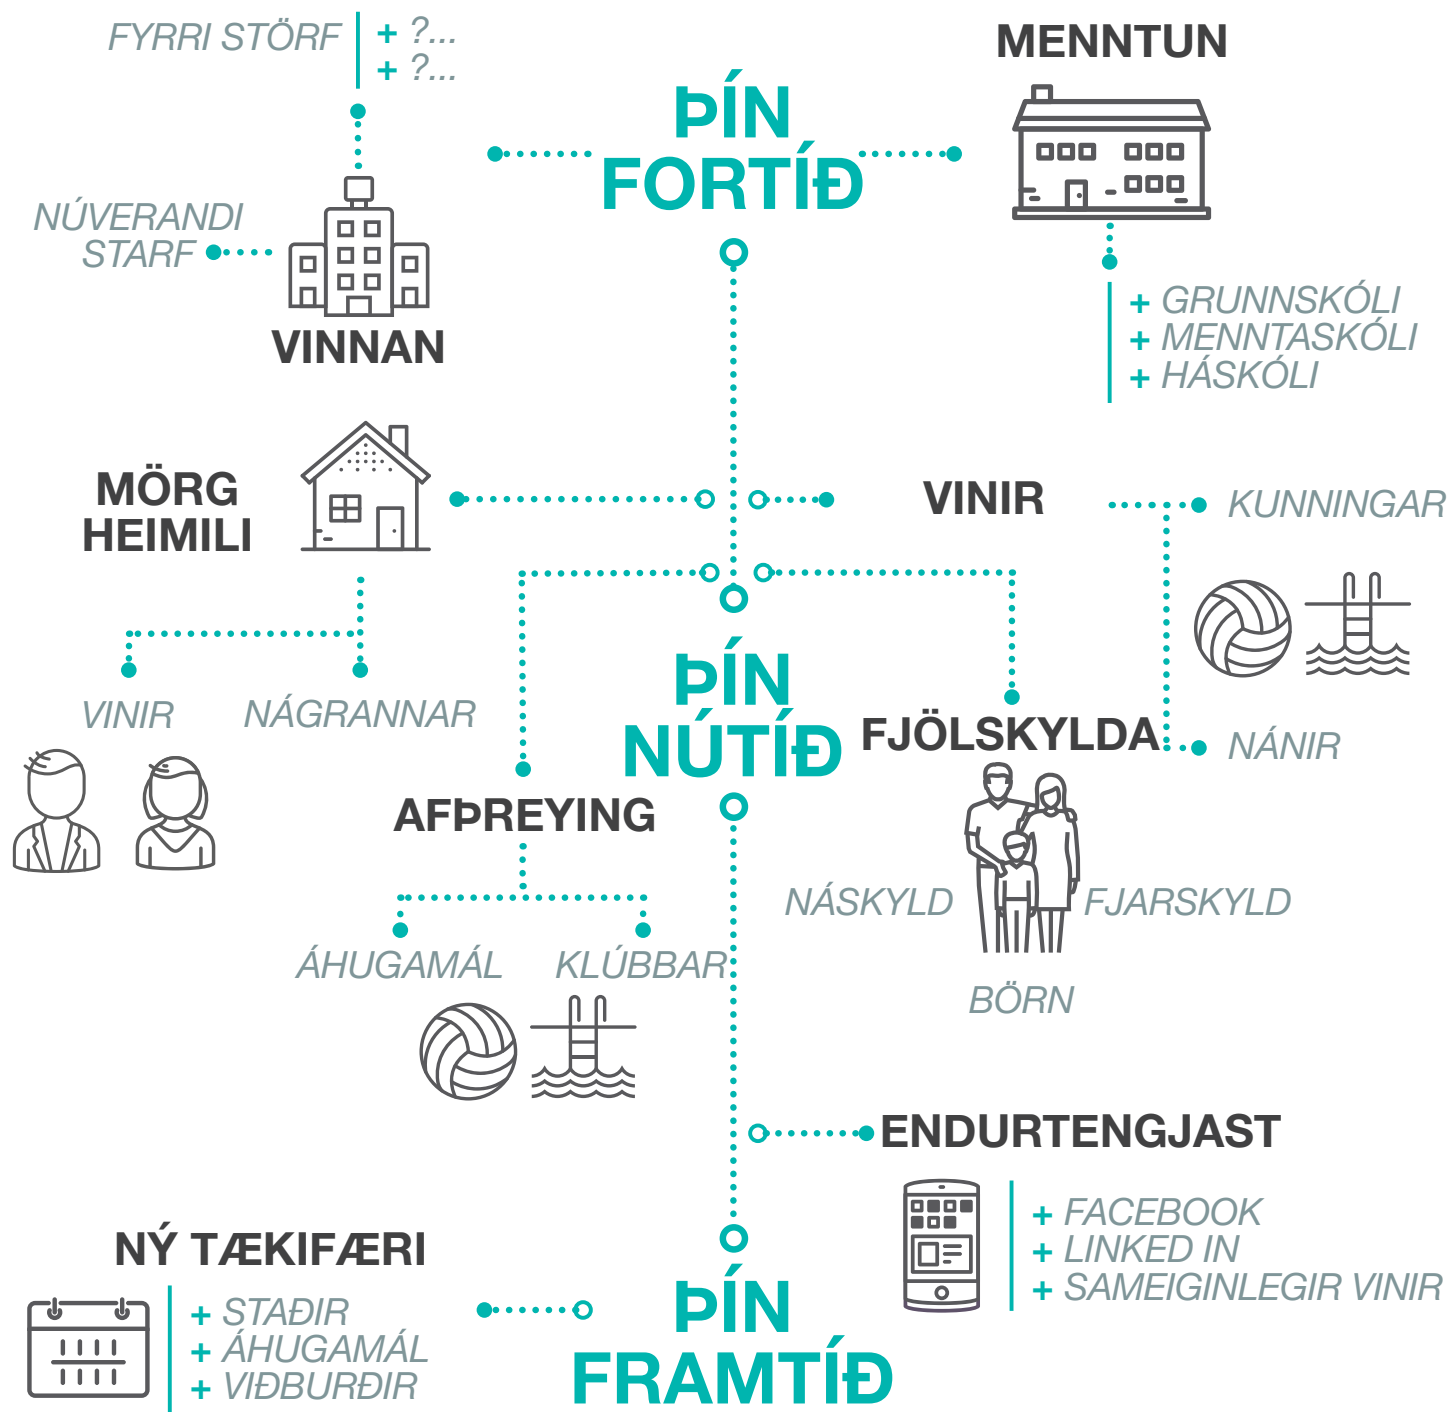 FYRRI STÖRF
+ ?...
+ ?...
MENNTUN
ÞÍN
FORTÍÐ
NÚVERANDI
STARF
VINNAN
+ GRUNNSKÓLI
+ MENNTASKÓLI
+ HÁSKÓLI
MÖRG
HEIMILI
VINIR
KUNNINGAR
NÁNIR
VINIR
NÁGRANNAR
ÞÍN
NÚTÍÐ
FJÖLSKYLDA
AFÞREYING
NÁSKYLD
FJARSKYLD
BÖRN
ÁHUGAMÁL
KLÚBBAR
ENDURTENGJAST
+ FACEBOOK
+ LINKED IN
+ SAMEIGINLEGIR VINIR
NÝ TÆKIFÆRI
+ STAÐIR
+ ÁHUGAMÁL
+ VIÐBURÐIR
ÞÍN
FRAMTÍÐ